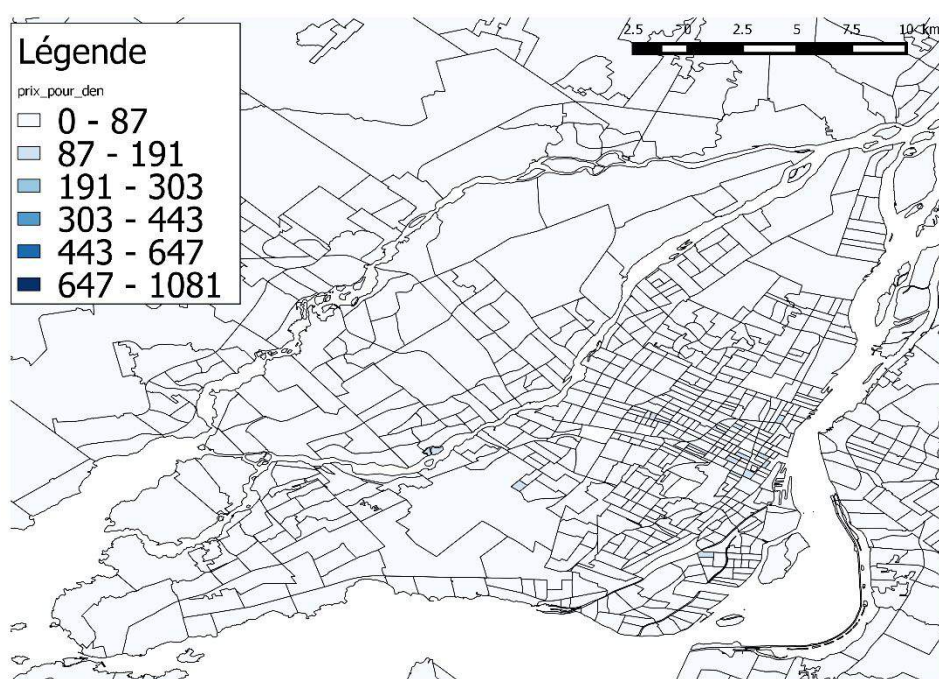 Légende
prix_pour_den
0 - 87
87 - 191
191 - 303
303 - 443
443 - 647
647 - 1081
2.5 0 2.5 5 7.5 10 km